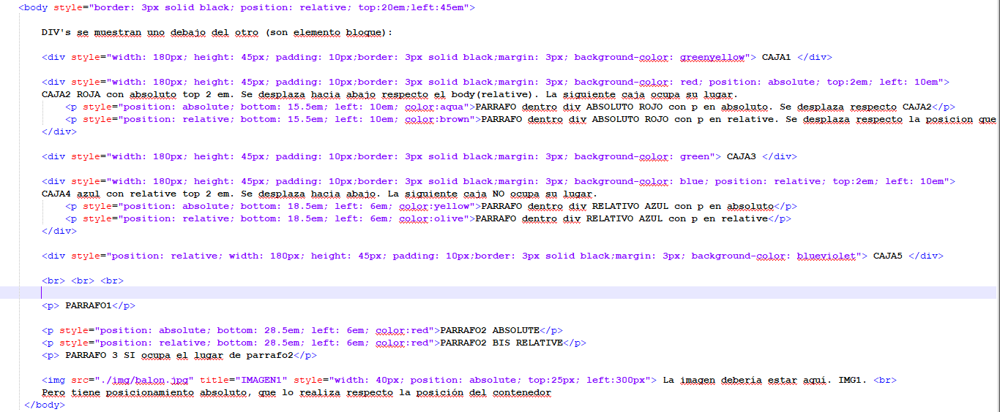 <body style="border: 3px solid black; position: relative; top:20em;left:45em">
DIV's se muestran uno debajo del otro (son elemento bloque):
<div style="width: 180px; height: 45px; padding: 10px;border: 3px solid black;margin: 3px; background-color: greenyellow"> CAJA1 </div>
<div style="width: 180px; height: 45px; padding: 10px;border: 3px solid black;margin: 3px; background-color: red; position: absolute; top:2em; left: 10em">
CAJA2 ROJA con absoluto top 2 em. Se desplaza hacia abajo respecto el body(relative). La siguiente caja ocupa su lugar.
<p style="position: absolute; bottom: 15.5em; left: 10em; color:aqua">PARRAFO dentro div ABSOLUTO ROJO con p en absoluto. Se desplaza respecto CAJA2</p>
<p style="position: relative; bottom: 15.5em; left: 10em; color:brown">PARRAFO dentro div ABSOLUTO ROJO con p en relative. Se desplaza respecto la posicion que
</div>
<div style="width: 180px; height: 45px; padding: 10px;border: 3px solid black;margin: 3px; background-color: green"> CAJA3 </div>
<div style="width: 180px; height: 45px; padding: 10px;border: 3px solid black;margin: 3px; background-color: blue; position: relative; top:2em; left: 10em">
CAJA4 azul con relative top 2 em. Se desplaza hacia abajo. La siguiente caja NO ocupa su lugar.
<p style="position: absolute; bottom: 18.5em; left: 6em; color:yellow">PARRAFO dentro div RELATIVO AZUL con p en absoluto</p>
<p style="position: relative; bottom: 18.5em; left: 6em; color:olive">PARRAFO dentro div RELATIVO AZUL con p en relative</p>
</div>
<div style="position: relative; width: 180px; height: 45px; padding: 10px;border: 3px solid black;margin: 3px; background-color: blueviolet"> CAJA5 </div>
<br> <br> <br>
<p> PARRAFO1</p>
<p style="position: absolute; bottom: 28.5em; left: 6em; color:red">PARRAFO2 ABSOLUTE</p>
<p style="position: relative; bottom: 28.5em; left: 6em; color:red">PARRAFO2 BIS RELATIVE</p>
<p> PARRAFO 3 SI ocupa el lugar de parrafo2</p>
<img src="./img/balon.jpg" title="IMAGEN1" style="width: 40px; position: absolute; top:25px; left:300px"> La imagen debería estar aquí. IMG1. <br>
Pero tiene posicionamiento absoluto, que lo realiza respecto la posición del contenedor
</body>